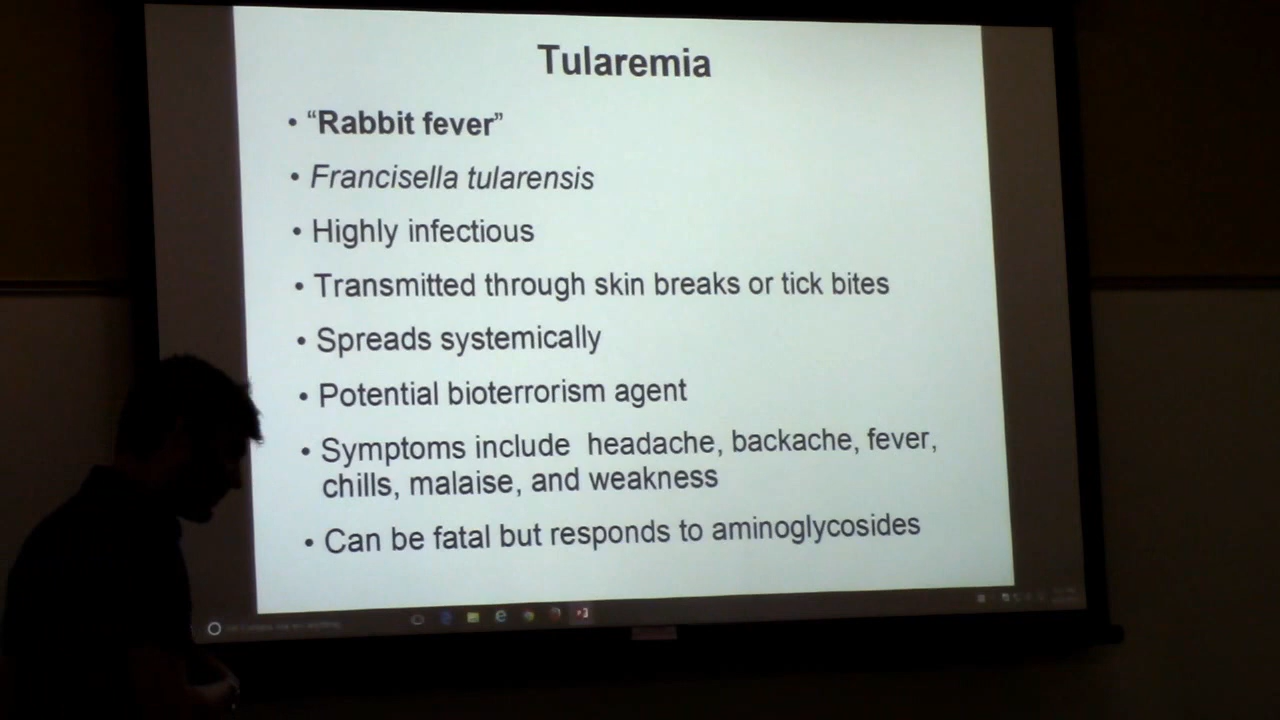 Tularemia
• “Rabbit fever”
• Francisella tularensis
• Highly infectious
• Transmitted through skin breaks or tick bites
• Spreads systemically
• Potential bioterrorism agent
• Symptoms include headache, backache, fever,
chills, malaise, and weakness
• Can be fatal but responds to aminoglycosides